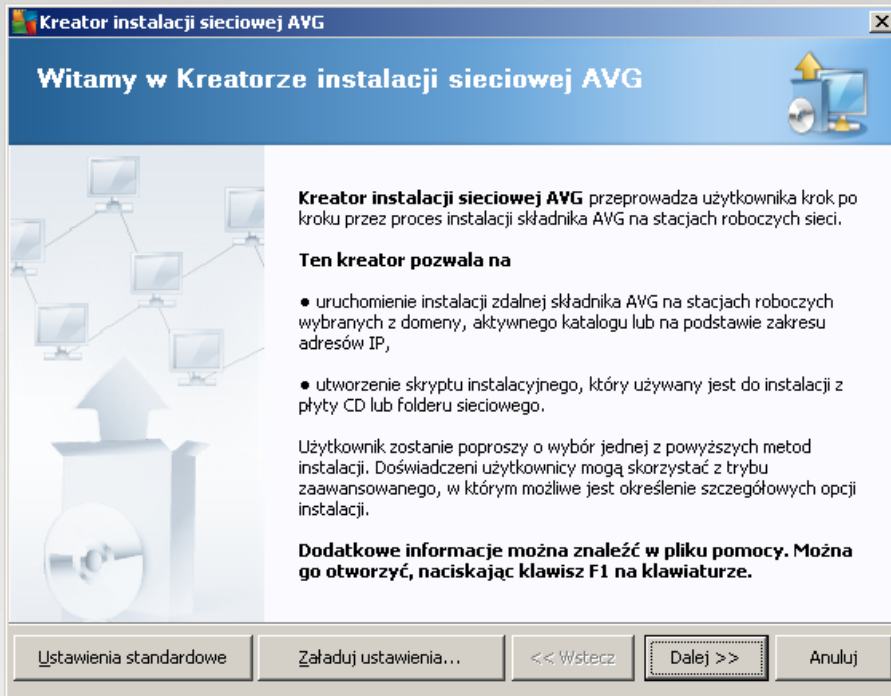 Kreator instalacji sieciowej AVG
Witamy w Kreatorze instalacji sieciowej AVG
Kreator instalacji sieciowej AVG przeprowadza użytkownika krok po
kroku przez proces instalacji składnika AVG na stacjach roboczych sieci.
Ten kreator pozwala na
● uruchomienie instalacji zdalnej składnika AVG na stacjach roboczych
wybranych z domeny, aktywnego katalogu lub na podstawie zakresu
adresów IP,
● utworzenie skryptu instalacyjnego, który używany jest do instalacji z
płyty CD lub folderu sieciowego.
Użytkownik zostanie poproszy o wybór jednej z powyższych metod
instalacji. Doświadczeni użytkownicy mogą skorzystać z trybu
zaawansowanego, w którym możliwe jest określenie szczegółowych opcji
instalacji.
Dodatkowe informacje można znaleźć w pliku pomocy. Można
go otworzyć, naciskając klawisz F1 na klawiaturze.
Ustawienia standardowe
Załaduj ustawienia...
<< Wstecz
Dalej >>
Anuluj